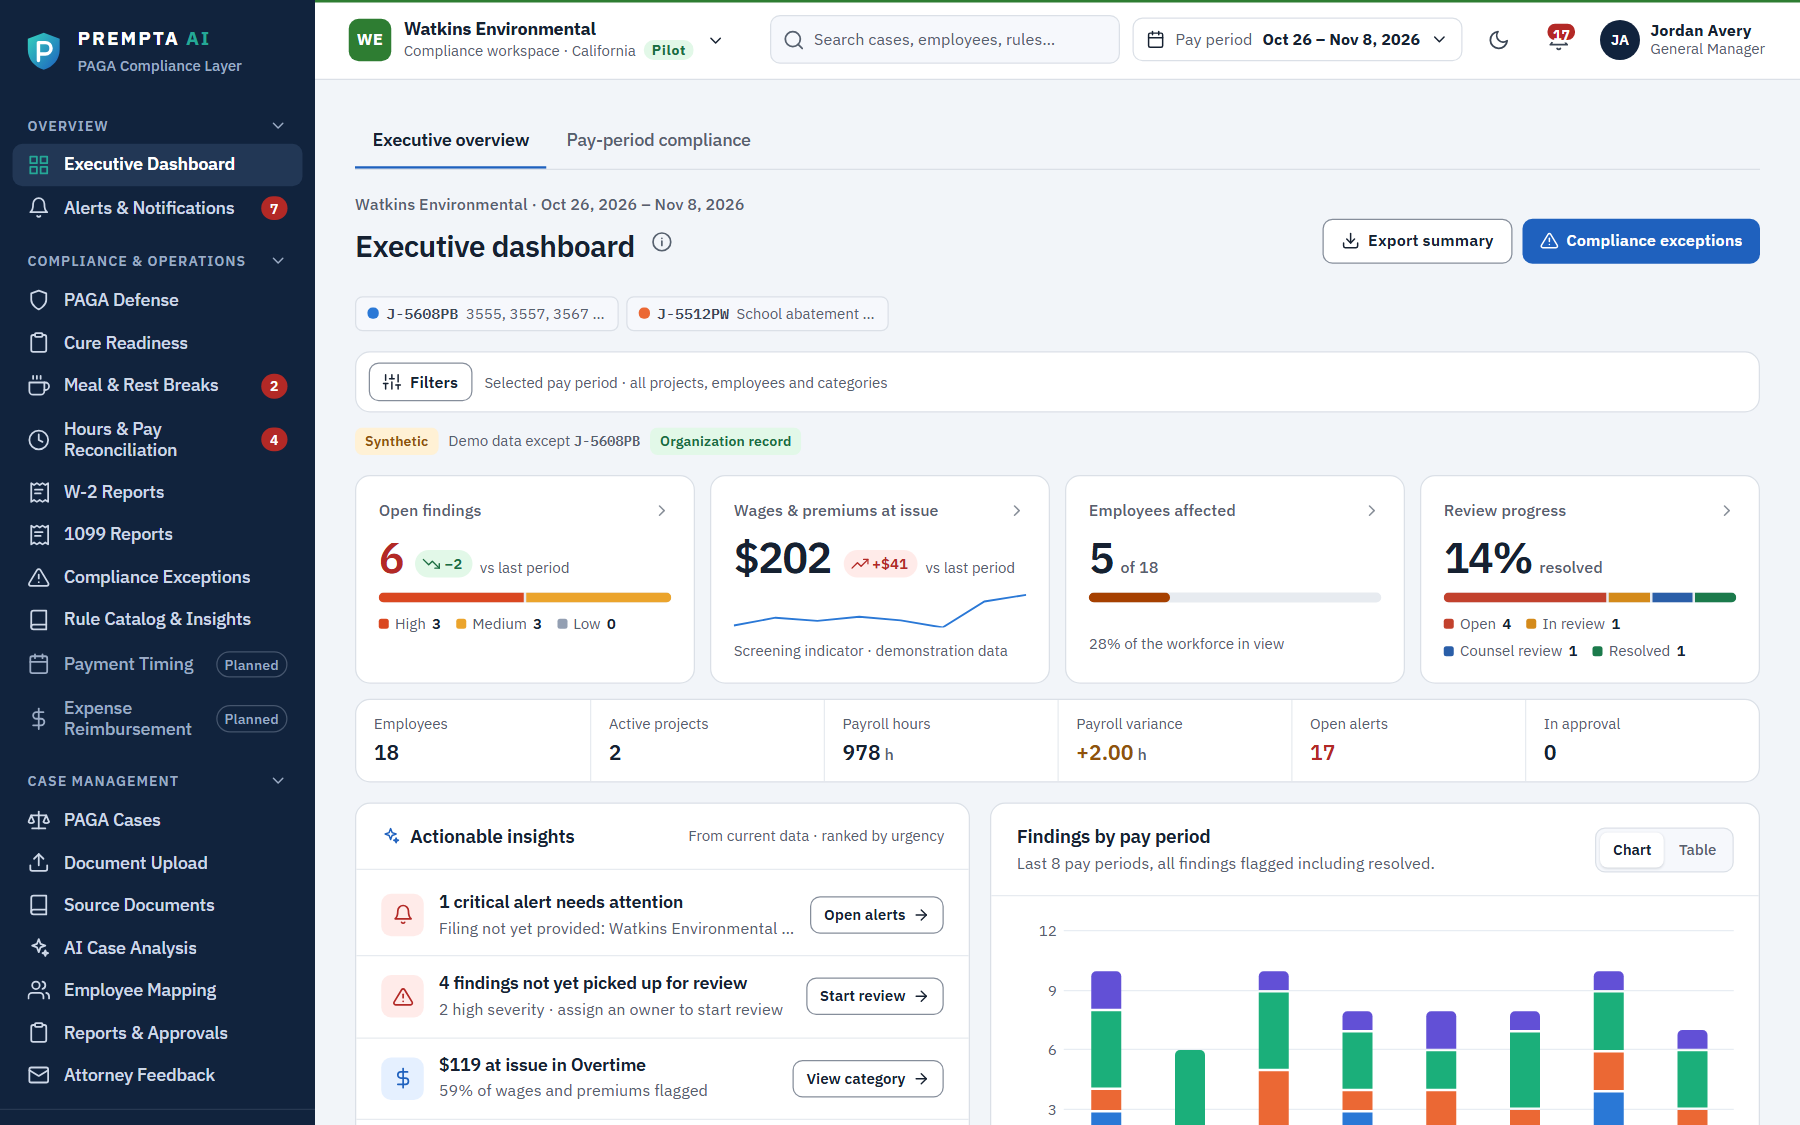 PREMPTA AI
PAGA Compliance Layer
OVERVIEW
Executive Dashboard
Alerts & Notifications 7
COMPLIANCE & OPERATIONS
PAGA Defense
Cure Readiness
Meal & Rest Breaks 2
Hours & Pay
Reconciliation 4
W-2 Reports
1099 Reports
Compliance Exceptions
Rule Catalog & Insights
Payment Timing Planned
Expense
Reimbursement Planned
CASE MANAGEMENT
PAGA Cases
Document Upload
Source Documents
AI Case Analysis
Employee Mapping
Reports & Approvals
Attorney Feedback
WE
Watkins Environmental
Compliance workspace · California Pilot
Search cases, employees, rules...
Pay period Oct 26 – Nov 8, 2026
17
JA
Jordan Avery
General Manager
Executive overview Pay-period compliance
Watkins Environmental · Oct 26, 2026 – Nov 8, 2026
Executive dashboard
Export summary
Compliance exceptions
J-5608PB 3555, 3557, 3567 ...
J-5512PW School abatement ...
Filters
Selected pay period · all projects, employees and categories
Synthetic Demo data except J-5608PB Organization record
Open findings
6 −2 vs last period
High 3 Medium 3 Low 0
Wages & premiums at issue
$202 +$41 vs last period
Screening indicator · demonstration data
Employees affected
5 of 18
28% of the workforce in view
Review progress
14% resolved
Open 4 In review 1
Counsel review 1 Resolved 1
Employees
18
Active projects
2
Payroll hours
978 h
Payroll variance
+2.00 h
Open alerts
17
In approval
0
Actionable insights
From current data · ranked by urgency
1 critical alert needs attention
Filing not yet provided: Watkins Environmental ...
Open alerts
4 findings not yet picked up for review
2 high severity · assign an owner to start review
Start review
$119 at issue in Overtime
59% of wages and premiums flagged
View category
Findings by pay period
Last 8 pay periods, all findings flagged including resolved.
Chart Table
12
9
6
3